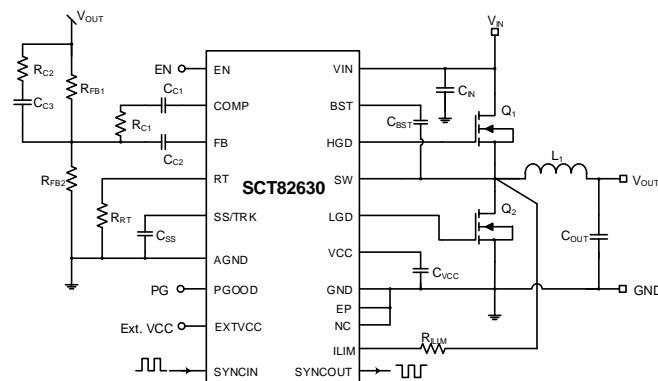 VOUT
VIN
RC2
CC3
RFB1
RFB2
EN
EN
CC1
COMP
RC1
FB
CC2
RT
RRT
SS/TRK
CSS
AGND
PG
PGOOD
Ext. VCC
EXTVCC
SYNCIN
SCT82630
VIN
CIN
BST
CBST
HGD
Q1
SW
L1
VOUT
LGD
Q2
COUT
VCC
CVCC
GND
GND
EP
NC
RILIM
ILIM
SYNCOUT